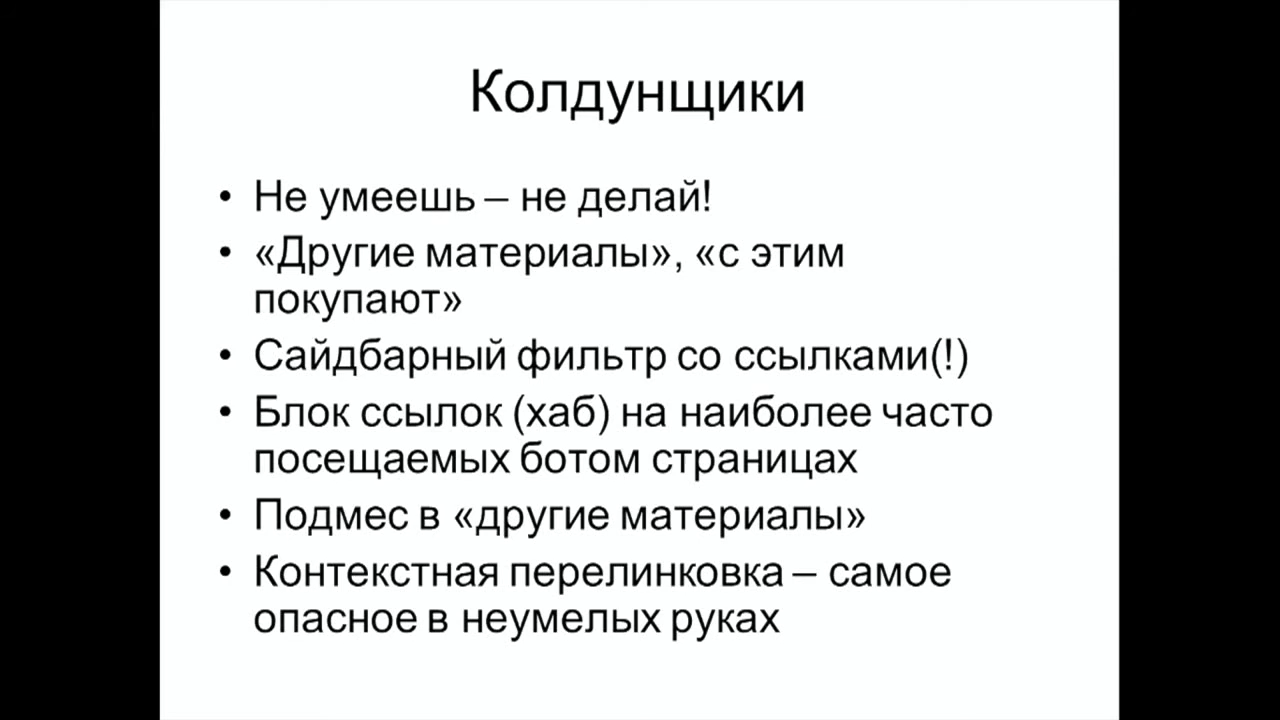 Колдунщики
• Не умеешь – не делай!
• «Другие материалы», «с этим
покупают»
• Сайдбарный фильтр со ссылками(!)
• Блок ссылок (хаб) на наиболее часто
посещаемых ботом страницах
• Подмес в «другие материалы»
• Контекстная перелинковка – самое
опасное в неумелых руках